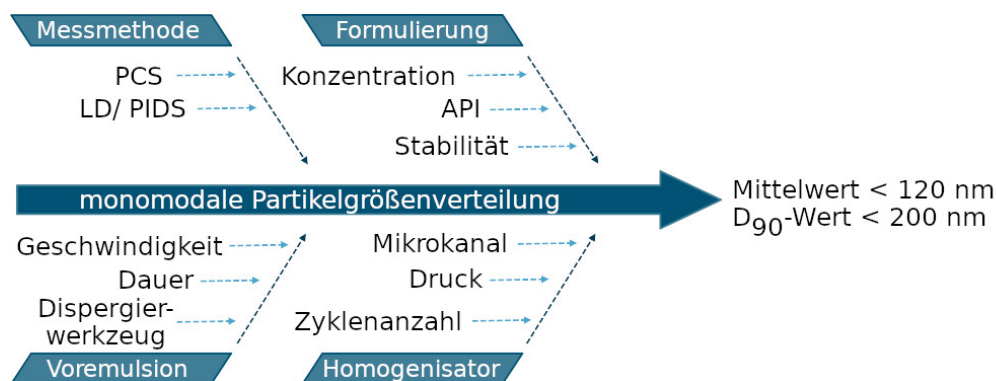 Messmethode
PCS
LD/ PIDS
Formulierung
Konzentration
API
Stabilität
monomodale Partikelgrößenverteilung
Mittelwert < 120 nm
D90-Wert < 200 nm
Geschwindigkeit
Dauer
Dispergier-
werkzeug
Voremulsion
Mikrokanal
Druck
Zyklenanzahl
Homogenisator